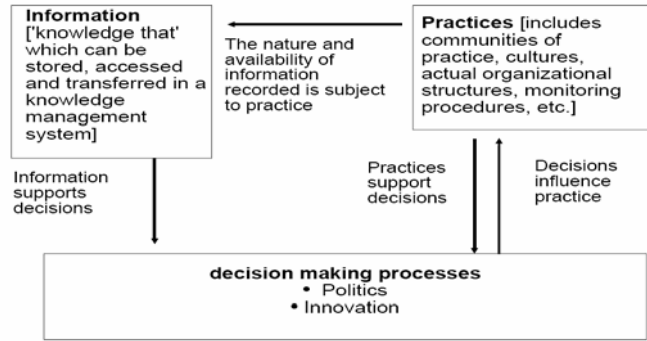 Information
['knowledge that'
which can be
stored, accessed
and transferred in a
knowledge
management
system]
The nature and
availability of
information
recorded is subject
to practice
Practices [includes
communities of
practice, cultures,
actual organizational
structures, monitoring
procedures, etc.]
Information
supports
decisions
Practices
support
decisions
Decisions
influence
practice
decision making processes
• Politics
• Innovation